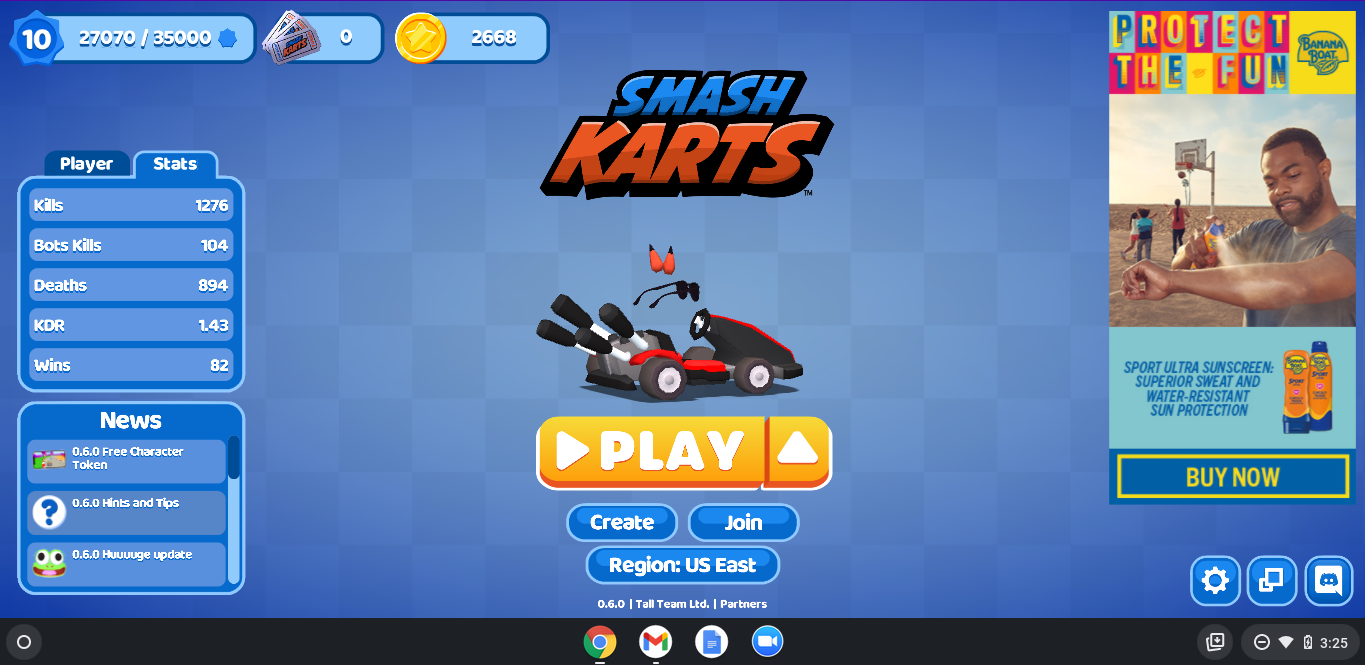 10
27070 / 35000
0
2668
SMASH
KARTS
TM
Player
Stats
Kills 1276
Bots Kills 104
Deaths 894
KDR 1.43
Wins 82
News
0.6.0 Free Character
Token
?
0.6.0 Hints and Tips
0.6.0 Huuuuge update
PLAY
Create
Join
Region: US East
0.6.0 | Tall Team Ltd. | Partners
PROTECT
THE FUN
BANANA
BOAT
SPORT ULTRA SUNSCREEN:
SUPERIOR SWEAT AND
WATER-RESISTANT
SUN PROTECTION
SPORT
SPORT
BUY NOW
3:25